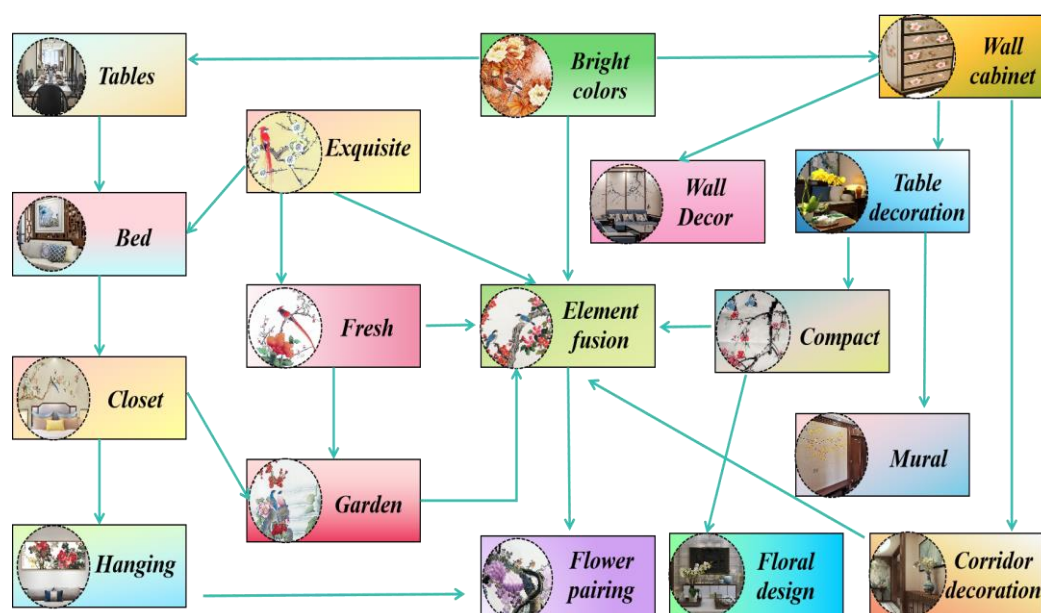 Tables
Bright
colors
Wall
cabinet
Exquisite
Wall
Decor
Table
decoration
Bed
Fresh
Element
fusion
Compact
Closet
Mural
Garden
Hanging
Flower
pairing
Floral
design
Corridor
decoration